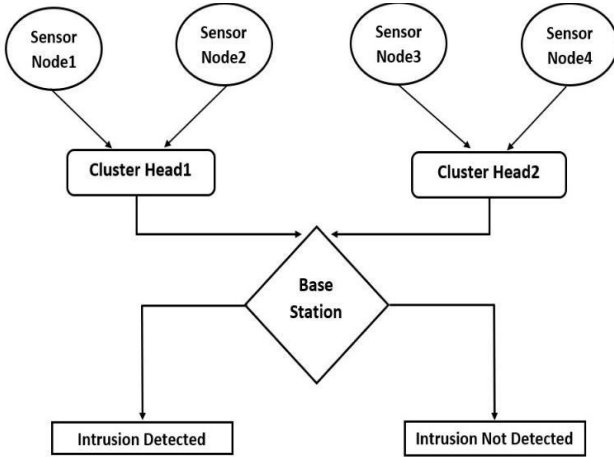 Sensor
Node1
Sensor
Node2
Sensor
Node3
Sensor
Node4
Cluster Head1
Cluster Head2
Base
Station
Intrusion Detected
Intrusion Not Detected